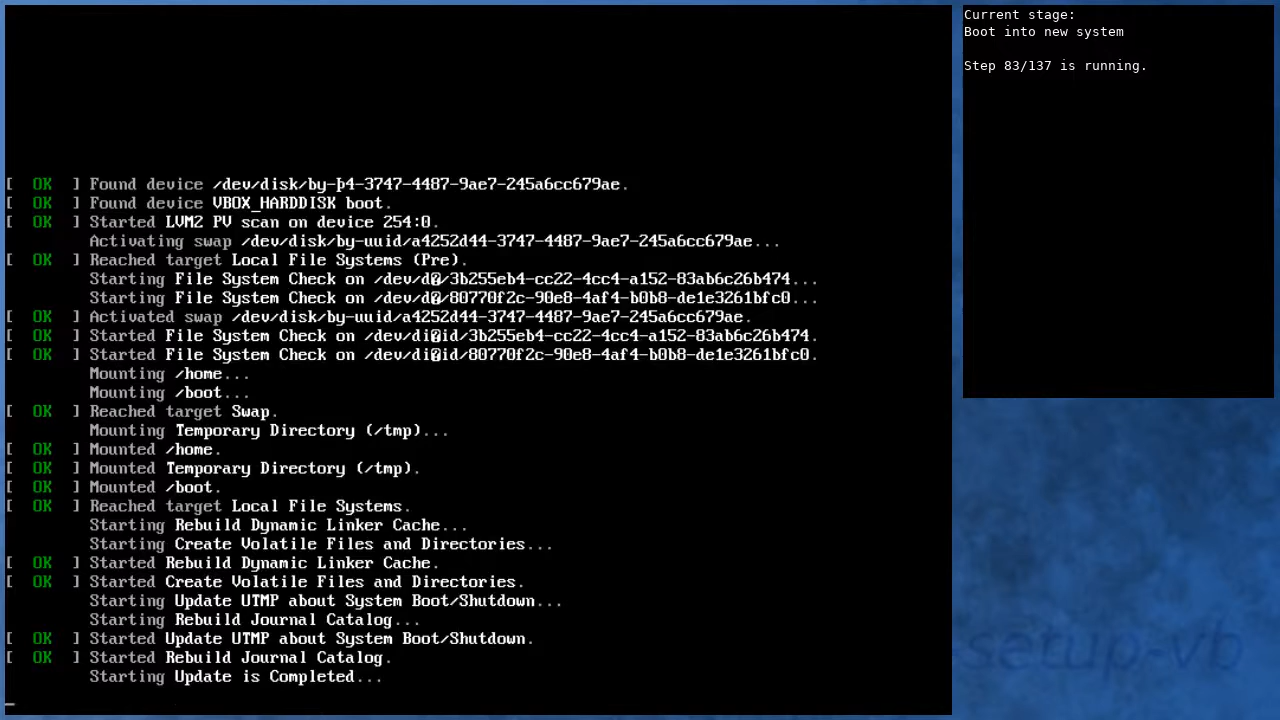 [  OK  ] Found device /dev/disk/by-þ4-3747-4487-9ae7-245a6cc679ae.
[  OK  ] Found device VBOX_HARDDISK boot.
[  OK  ] Started LVM2 PV scan on device 254:0.
         Activating swap /dev/disk/by-uuid/a4252d44-3747-4487-9ae7-245a6cc679ae...
[  OK  ] Reached target Local File Systems (Pre).
         Starting File System Check on /dev/d�/3b255eb4-cc22-4cc4-a152-83ab6c26b474...
         Starting File System Check on /dev/d�/80770f2c-90e8-4af4-b0b8-de1e3261bfc0...
[  OK  ] Activated swap /dev/disk/by-uuid/a4252d44-3747-4487-9ae7-245a6cc679ae.
[  OK  ] Started File System Check on /dev/di�id/3b255eb4-cc22-4cc4-a152-83ab6c26b474.
[  OK  ] Started File System Check on /dev/di�id/80770f2c-90e8-4af4-b0b8-de1e3261bfc0.
         Mounting /home...
         Mounting /boot...
[  OK  ] Reached target Swap.
         Mounting Temporary Directory (/tmp)...
[  OK  ] Mounted /home.
[  OK  ] Mounted Temporary Directory (/tmp).
[  OK  ] Mounted /boot.
[  OK  ] Reached target Local File Systems.
         Starting Rebuild Dynamic Linker Cache...
         Starting Create Volatile Files and Directories...
[  OK  ] Started Rebuild Dynamic Linker Cache.
[  OK  ] Started Create Volatile Files and Directories.
         Starting Update UTMP about System Boot/Shutdown...
         Starting Rebuild Journal Catalog...
[  OK  ] Started Update UTMP about System Boot/Shutdown.
[  OK  ] Started Rebuild Journal Catalog.
         Starting Update is Completed...
Current stage:
Boot into new system
Step 83/137 is running.
-setup-vb